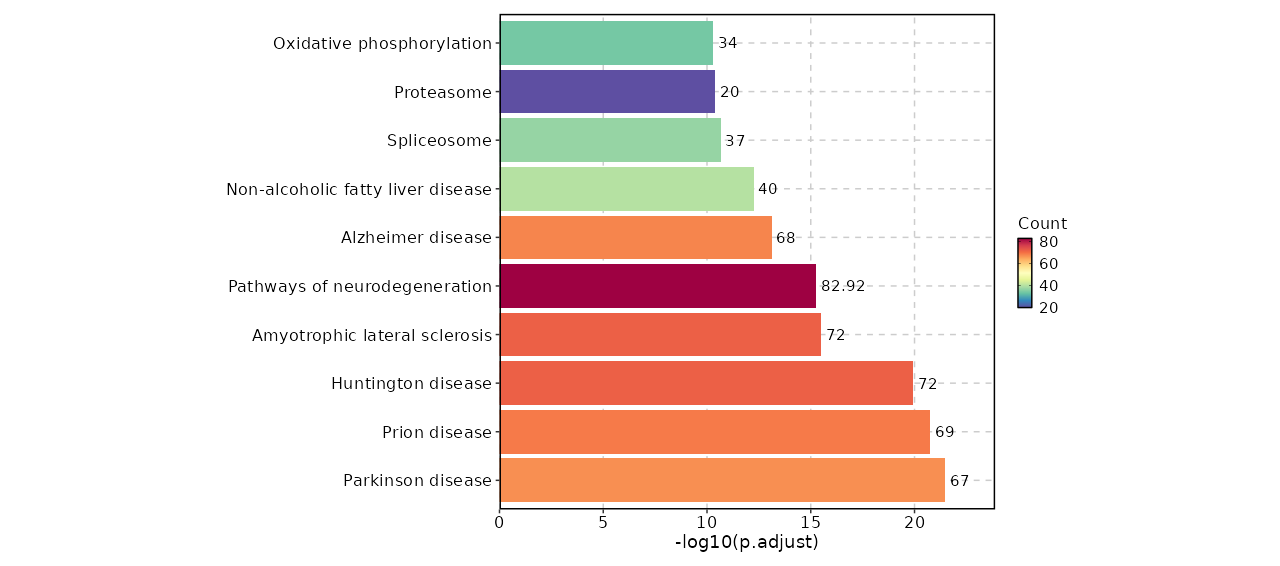 Oxidative phosphorylation 34
Proteasome 20
Spliceosome 37
Non-alcoholic fatty liver disease 40
Alzheimer disease 68
Pathways of neurodegeneration 82.92
Amyotrophic lateral sclerosis 72
Huntington disease 72
Prion disease 69
Parkinson disease 67
0 5 10 15 20
-log10(p.adjust)
Count
80
60
40
20